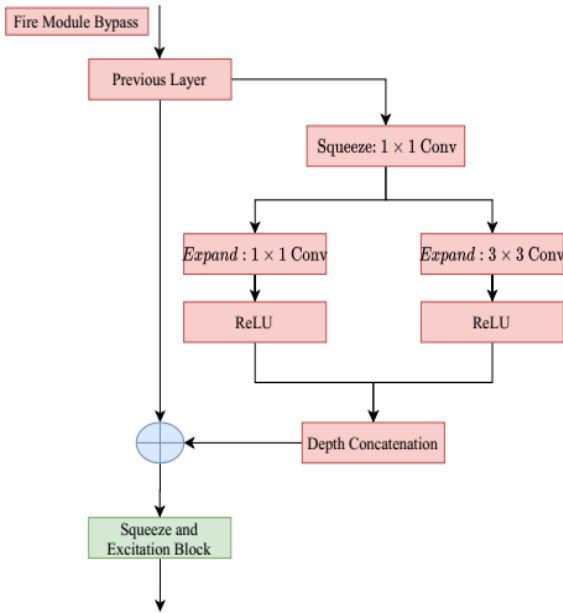 Fire Module Bypass
Previous Layer
Squeeze: 1 × 1 Conv
Expand : 1 × 1 Conv
Expand : 3 × 3 Conv
ReLU
ReLU
Depth Concatenation
Squeeze and
Excitation Block